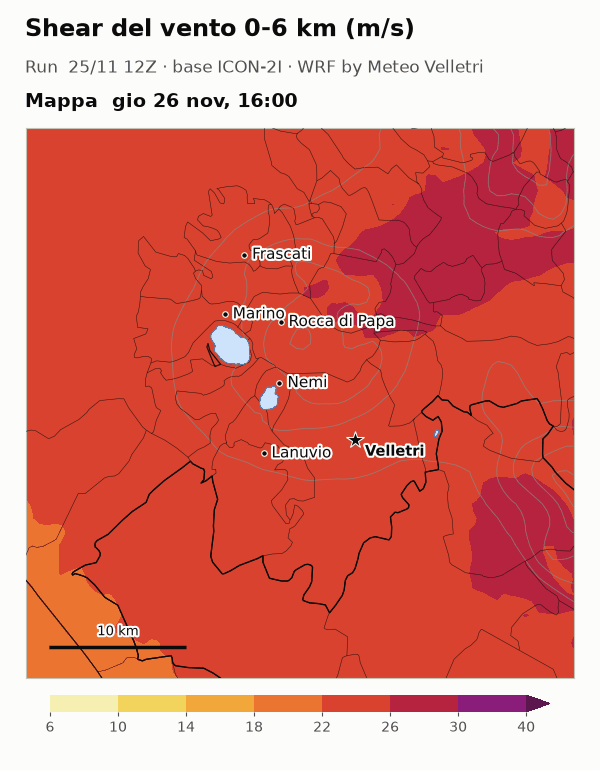 Shear del vento 0-6 km (m/s)
Run  25/11 12Z · base ICON-2I · WRF by Meteo Velletri
Mappa  gio 26 nov, 16:00
Frascati
Marino
Rocca di Papa
Nemi
Velletri
Lanuvio
10 km
6 10 14 18 22 26 30 40